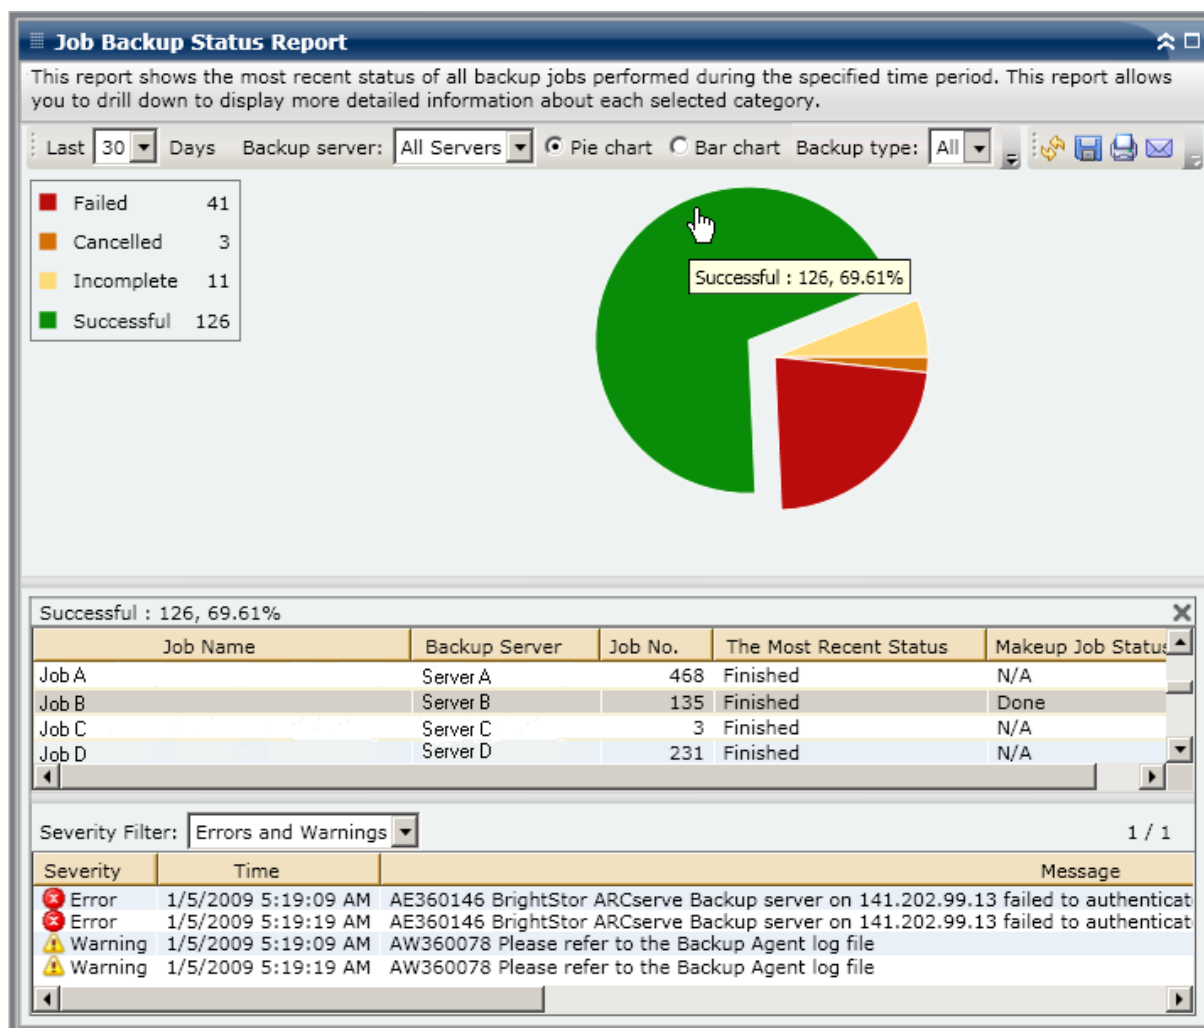 Job Backup Status Report
This report shows the most recent status of all backup jobs performed during the specified time period. This report allows
you to drill down to display more detailed information about each selected category.
Last 30 Days Backup server: All Servers Pie chart Bar chart Backup type: All
Failed 41
Cancelled 3
Incomplete 11
Successful 126
Successful : 126, 69.61%
Successful : 126, 69.61%
Job Name Backup Server Job No. The Most Recent Status Makeup Job Status
Job A Server A 468 Finished N/A
Job B Server B 135 Finished Done
Job C Server C 3 Finished N/A
Job D Server D 231 Finished N/A
Severity Filter: Errors and Warnings 1 / 1
Severity Time Message
Error 1/5/2009 5:19:09 AM AE360146 BrightStor ARCserve Backup server on 141.202.99.13 failed to authenticat
Error 1/5/2009 5:19:19 AM AE360146 BrightStor ARCserve Backup server on 141.202.99.13 failed to authenticat
Warning 1/5/2009 5:19:09 AM AW360078 Please refer to the Backup Agent log file
Warning 1/5/2009 5:19:19 AM AW360078 Please refer to the Backup Agent log file